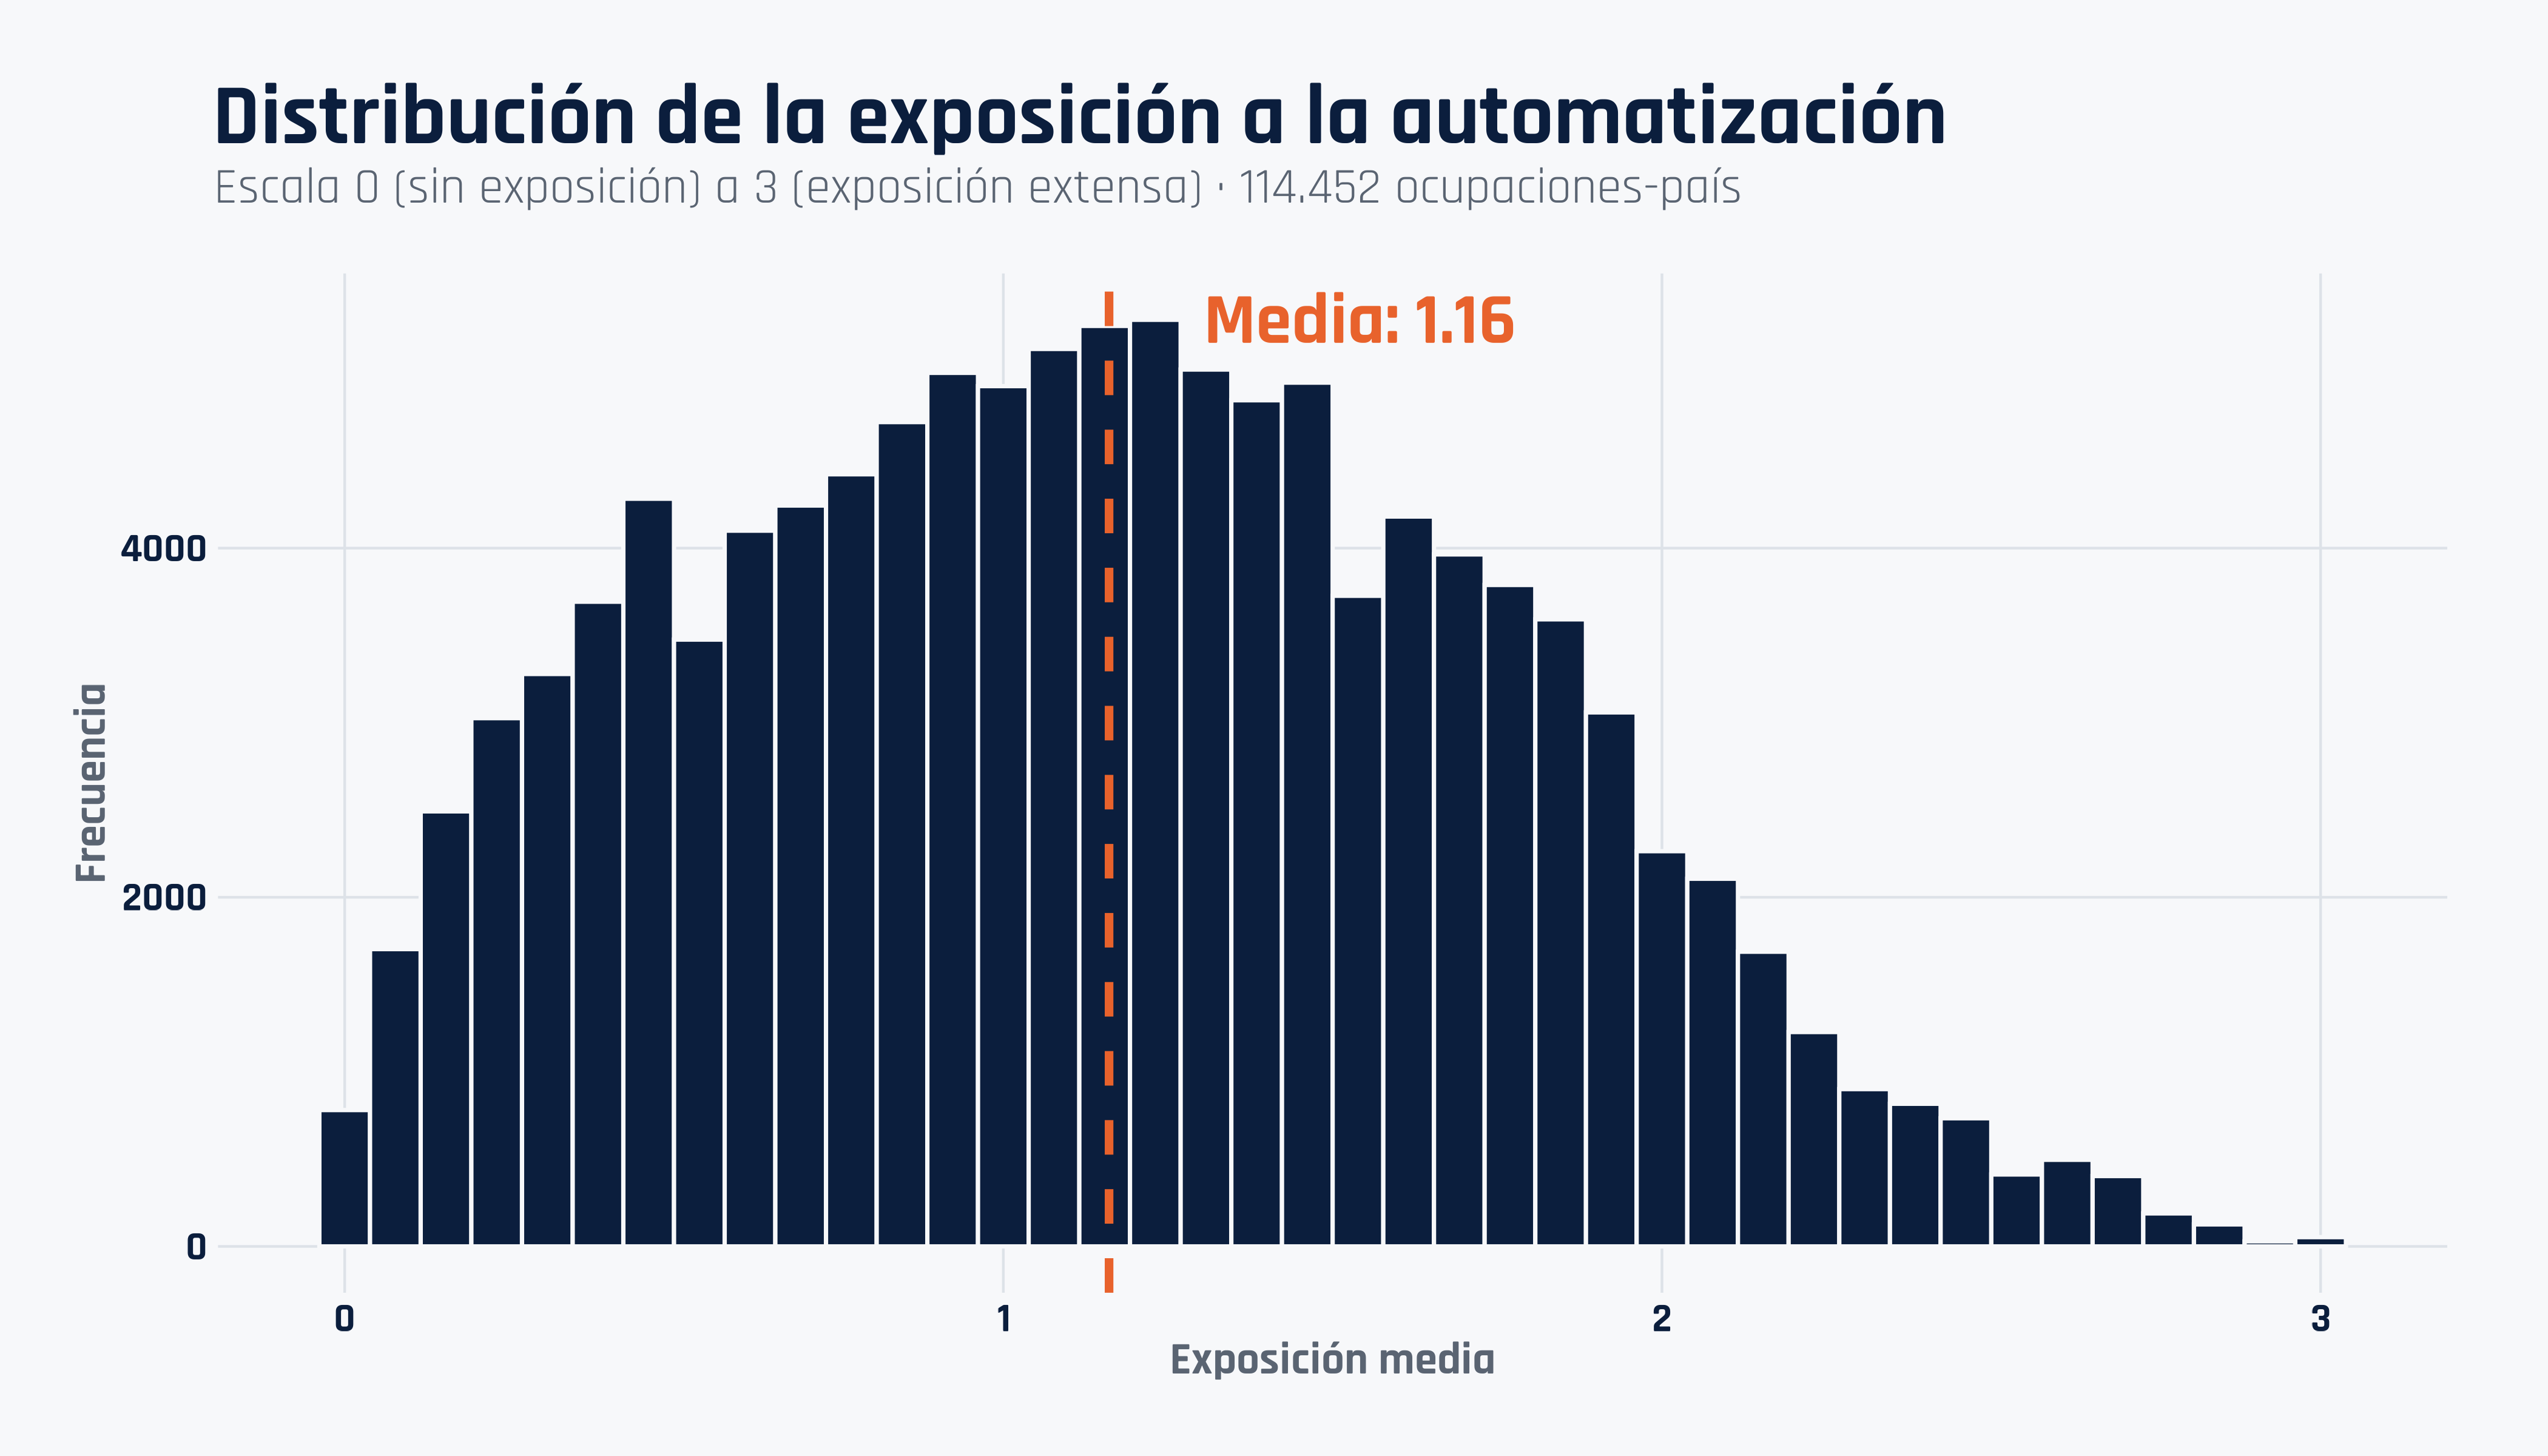 Distribución de la exposición a la automatización
Escala 0 (sin exposición) a 3 (exposición extensa) · 114.452 ocupaciones-país
Media: 1.16
Frecuencia
4000
2000
0
0 1 2 3
Exposición media